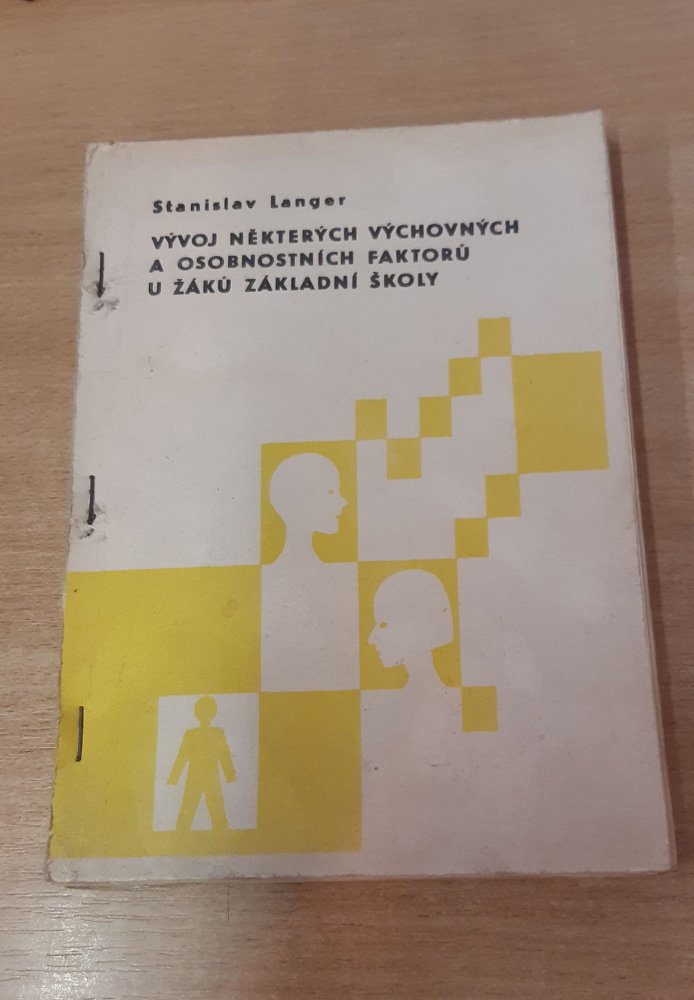 Stanislav Langer
VÝVOJ NĚKTERÝCH VÝCHOVNÝCH
A OSOBNOSTNÍCH FAKTORŮ
U ŽÁKŮ ZÁKLADNÍ ŠKOLY